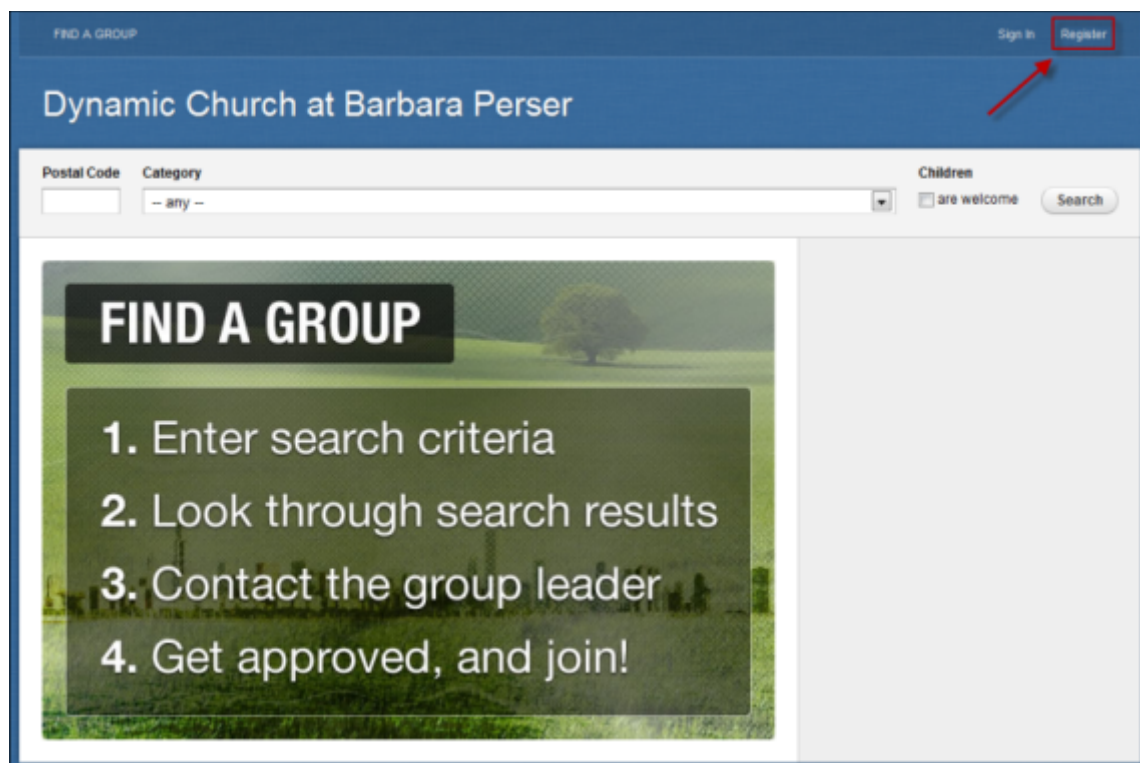 FIND A GROUP
Sign In Register
Dynamic Church at Barbara Perser
Postal Code Category Children
-- any -- are welcome Search
FIND A GROUP
1. Enter search criteria
2. Look through search results
3. Contact the group leader
4. Get approved, and join!